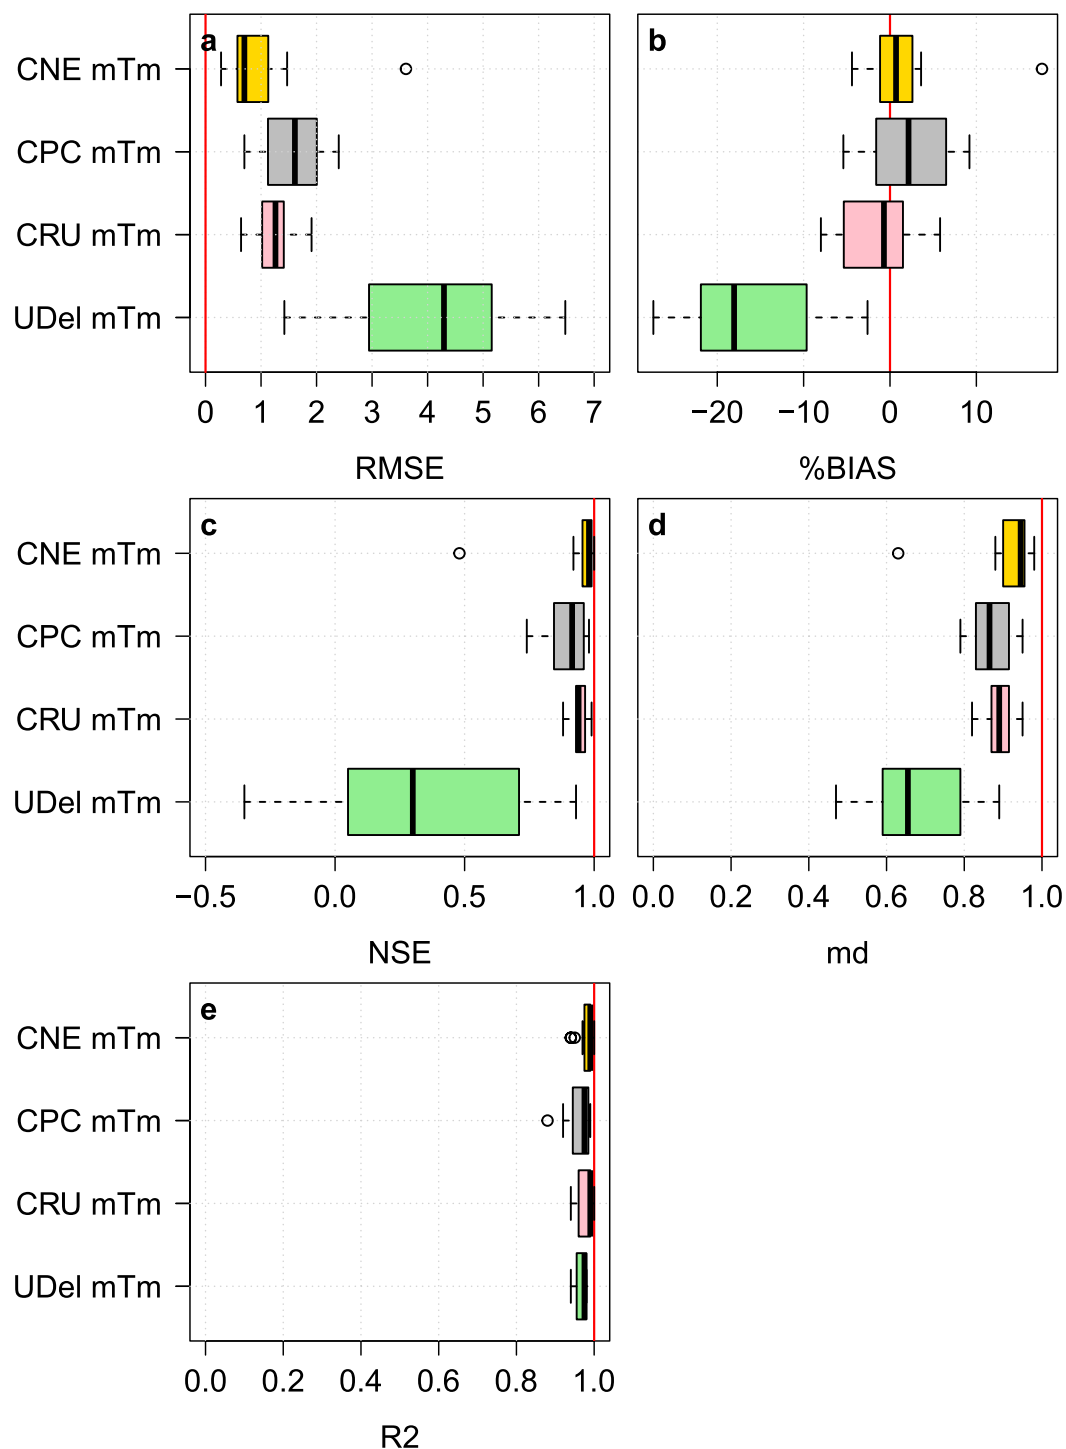 a
CNE mTm
CPC mTm
CRU mTm
UDel mTm
0 1 2 3 4 5 6 7
RMSE
b
−20 −10 0 10
%BIAS
c
CNE mTm
CPC mTm
CRU mTm
UDel mTm
−0.5 0.0 0.5 1.0
NSE
d
0.0 0.2 0.4 0.6 0.8 1.0
md
e
CNE mTm
CPC mTm
CRU mTm
UDel mTm
0.0 0.2 0.4 0.6 0.8 1.0
R2